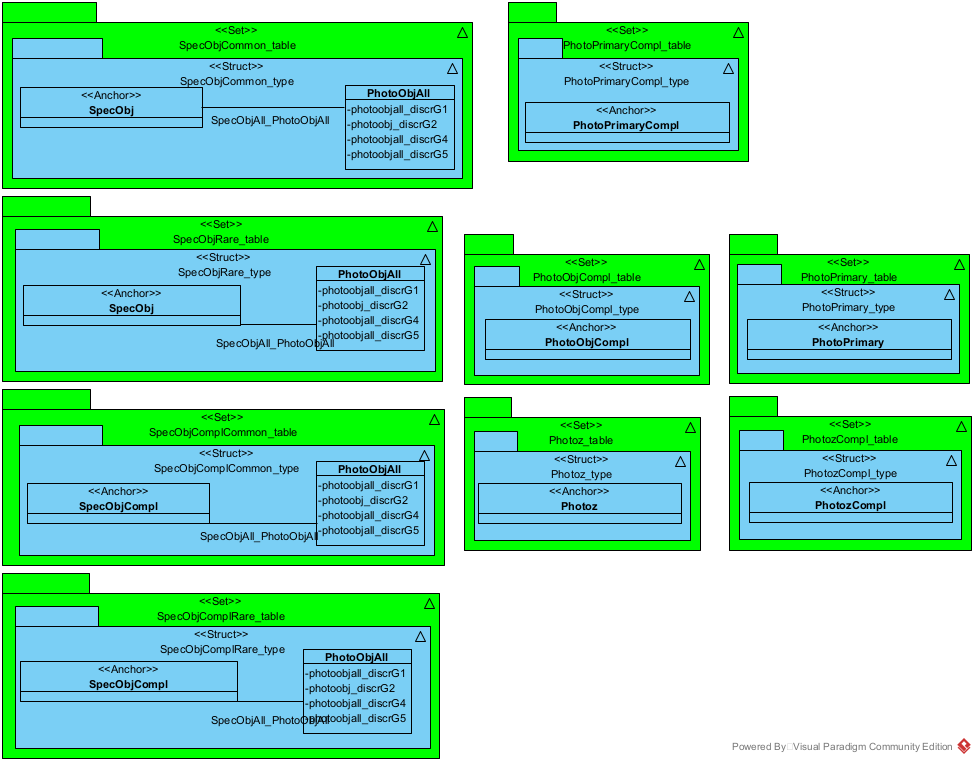 <<Set>>
SpecObjCommon_table
<<Struct>>
SpecObjCommon_type
<<Anchor>>
SpecObj
SpecObjAll_PhotoObjAll
PhotoObjAll
-photoobjall_discrG1
-photoobj_discrG2
-photoobjall_discrG4
-photoobjall_discrG5
<<Set>>
PhotoPrimaryCompl_table
<<Struct>>
PhotoPrimaryCompl_type
<<Anchor>>
PhotoPrimaryCompl
<<Set>>
SpecObjRare_table
<<Struct>>
SpecObjRare_type
<<Anchor>>
SpecObj
SpecObjAll_PhotoObjAll
PhotoObjAll
-photoobjall_discrG1
-photoobj_discrG2
-photoobjall_discrG4
-photoobjall_discrG5
<<Set>>
PhotoObjCompl_table
<<Struct>>
PhotoObjCompl_type
<<Anchor>>
PhotoObjCompl
<<Set>>
PhotoPrimary_table
<<Struct>>
PhotoPrimary_type
<<Anchor>>
PhotoPrimary
<<Set>>
SpecObjComplCommon_table
<<Struct>>
SpecObjComplCommon_type
<<Anchor>>
SpecObjCompl
SpecObjAll_PhotoObjAll
PhotoObjAll
-photoobjall_discrG1
-photoobj_discrG2
-photoobjall_discrG4
-photoobjall_discrG5
<<Set>>
Photoz_table
<<Struct>>
Photoz_type
<<Anchor>>
Photoz
<<Set>>
PhotozCompl_table
<<Struct>>
PhotozCompl_type
<<Anchor>>
PhotozCompl
<<Set>>
SpecObjComplRare_table
<<Struct>>
SpecObjComplRare_type
<<Anchor>>
SpecObjCompl
SpecObjAll_PhotoObjAll
PhotoObjAll
-photoobjall_discrG1
-photoobj_discrG2
-photoobjall_discrG4
-photoobjall_discrG5
Powered By Visual Paradigm Community Edition